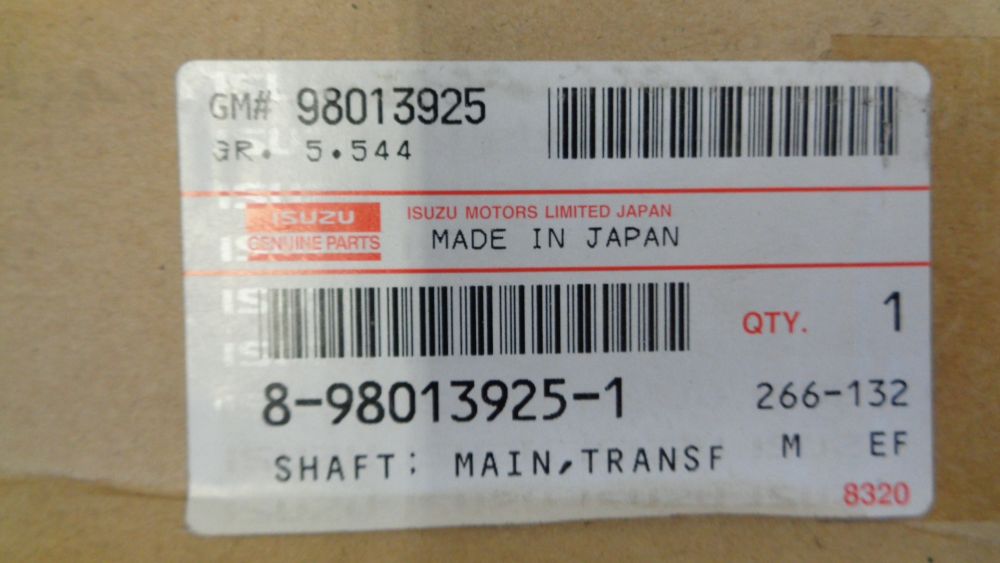 GM# 98013925
GR. 5.544
ISUZU
GENUINE PARTS
ISUZU MOTORS LIMITED JAPAN
MADE IN JAPAN
QTY. 1
8-98013925-1
266-132
SHAFT: MAIN,TRANSF
M EF
8320